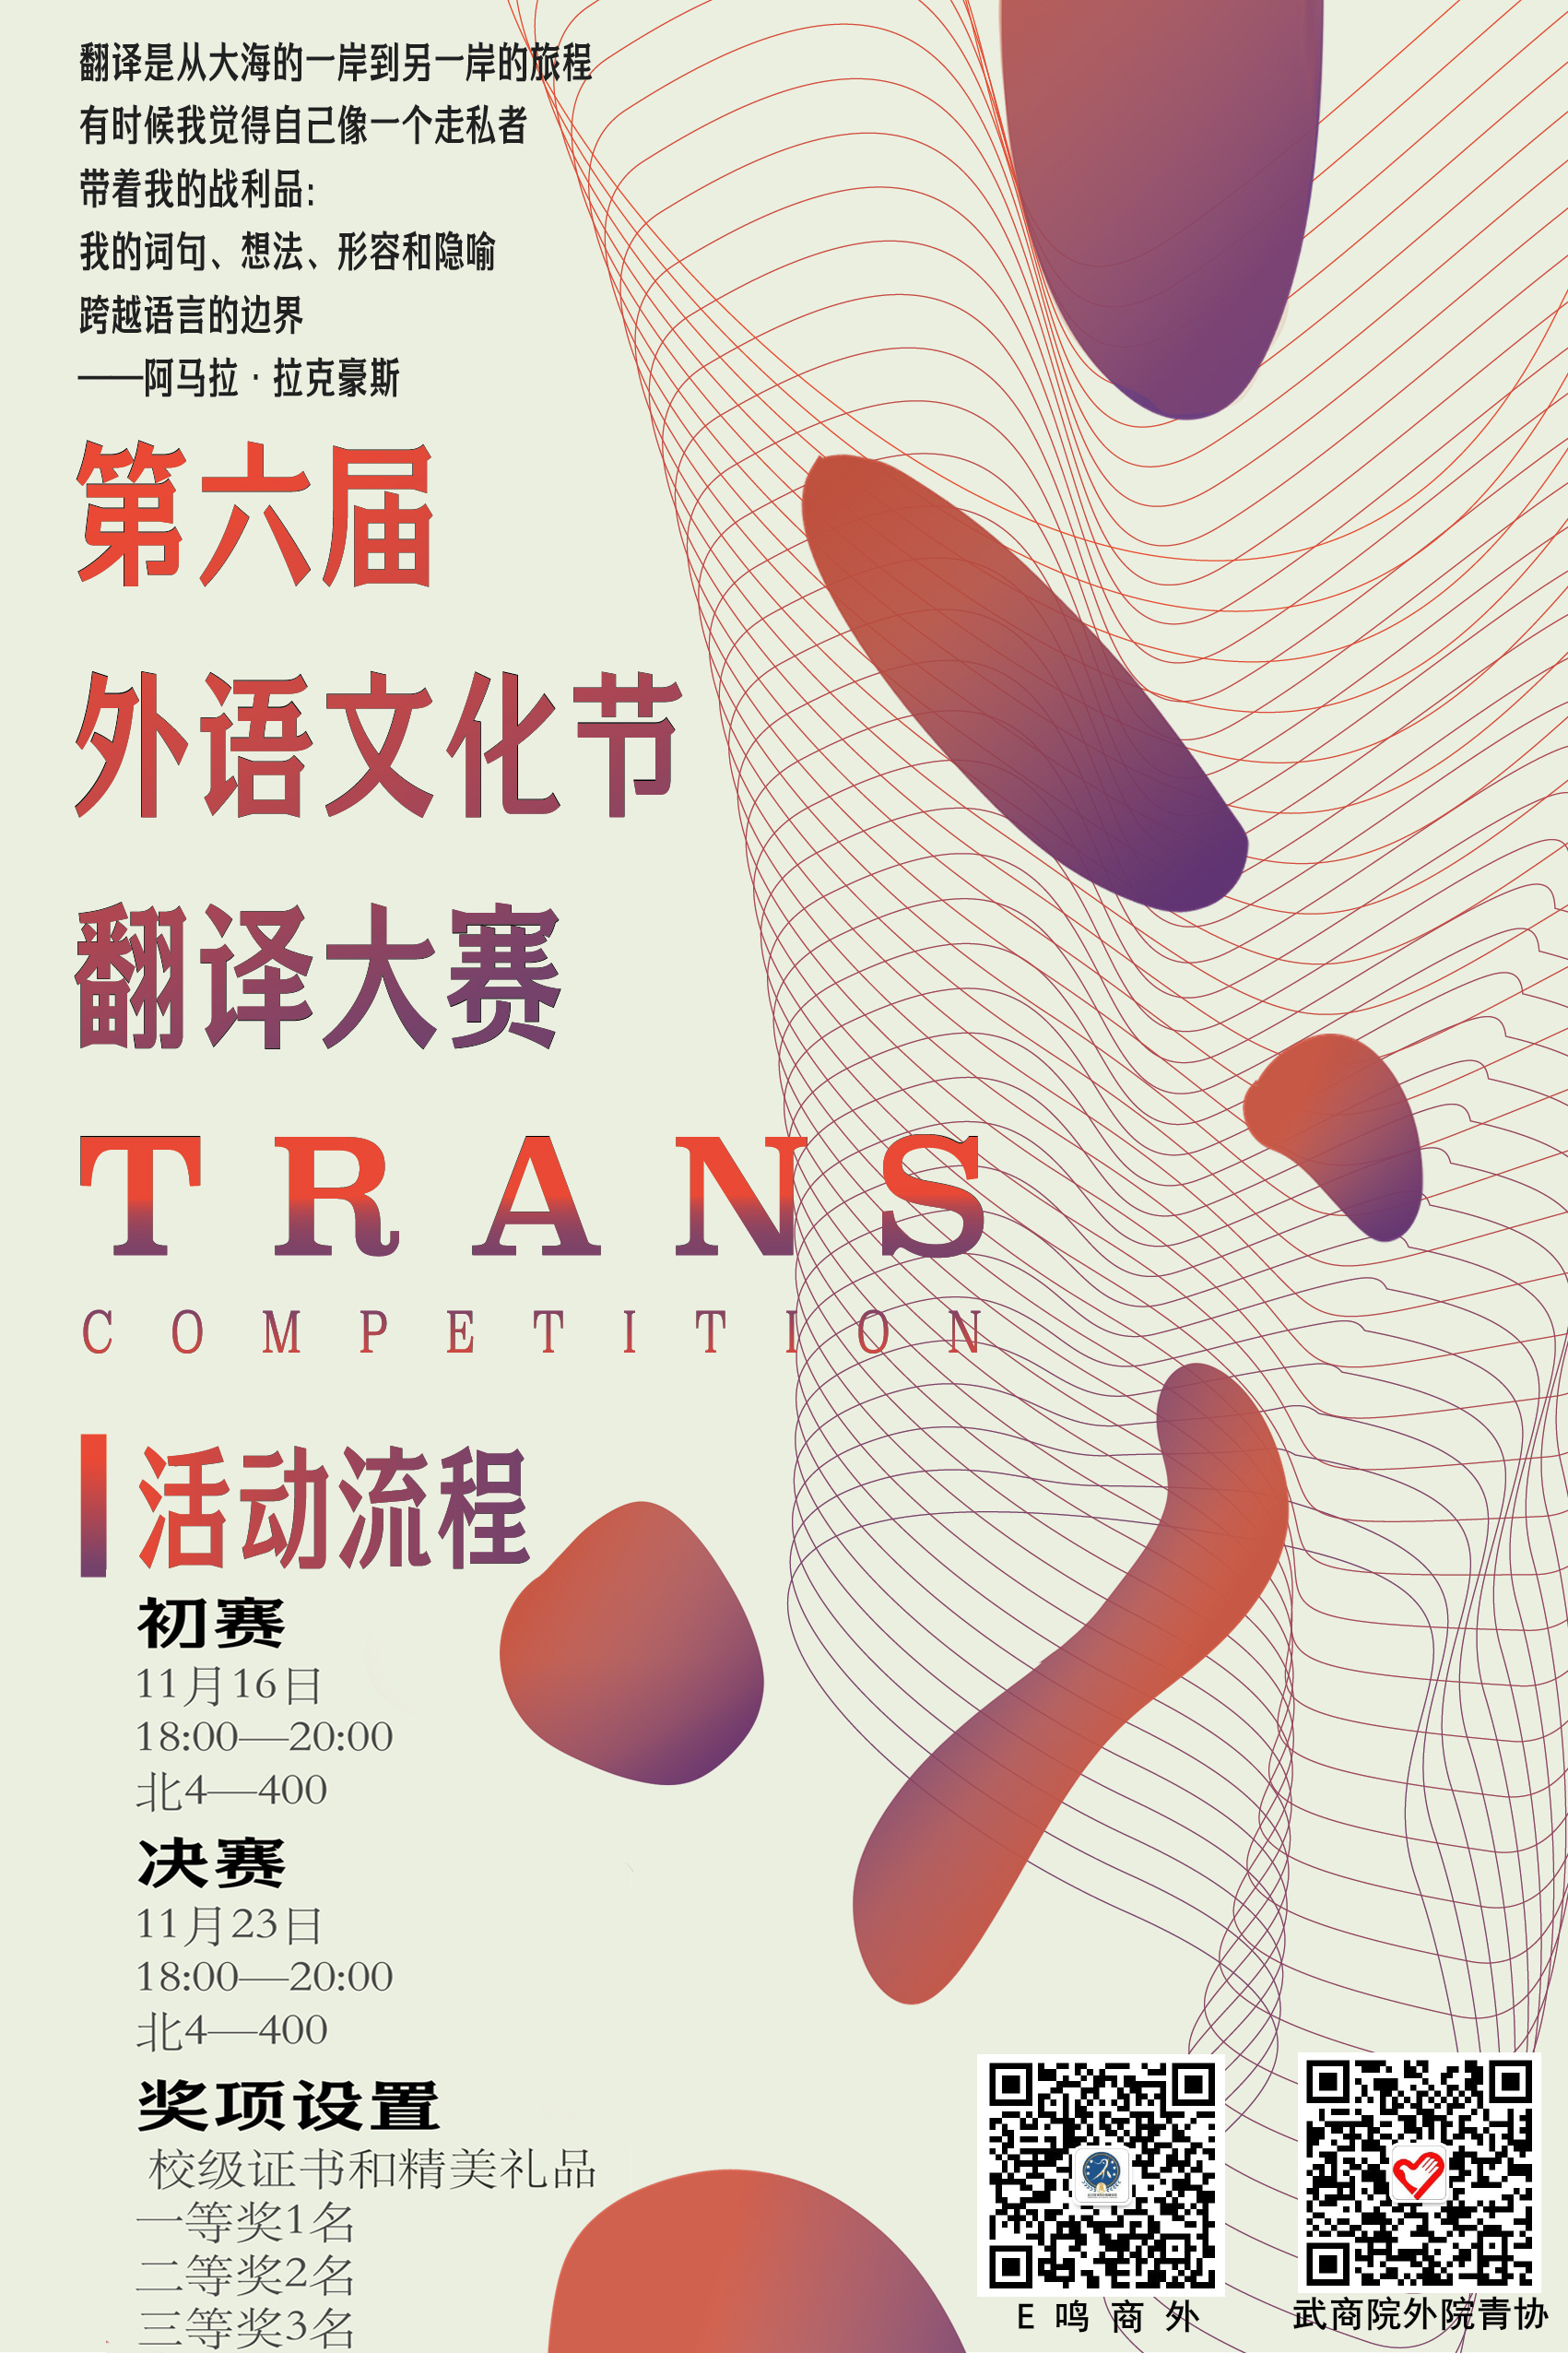 翻译是从大海的一岸到另一岸的旅程
有时候我觉得自己像一个走私者
带着我的战利品:
我的词句、想法、形容和隐喻
跨越语言的边界
——阿马拉·拉克豪斯
第六届
外语文化节
翻译大赛
TRANS
COMPETITION
活动流程
初赛
11月16日
18:00—20:00
北4—400
决赛
11月23日
18:00—20:00
北4—400
奖项设置
校级证书和精美礼品
一等奖1名
二等奖2名
三等奖3名
E鸣商外
武商院外院青协